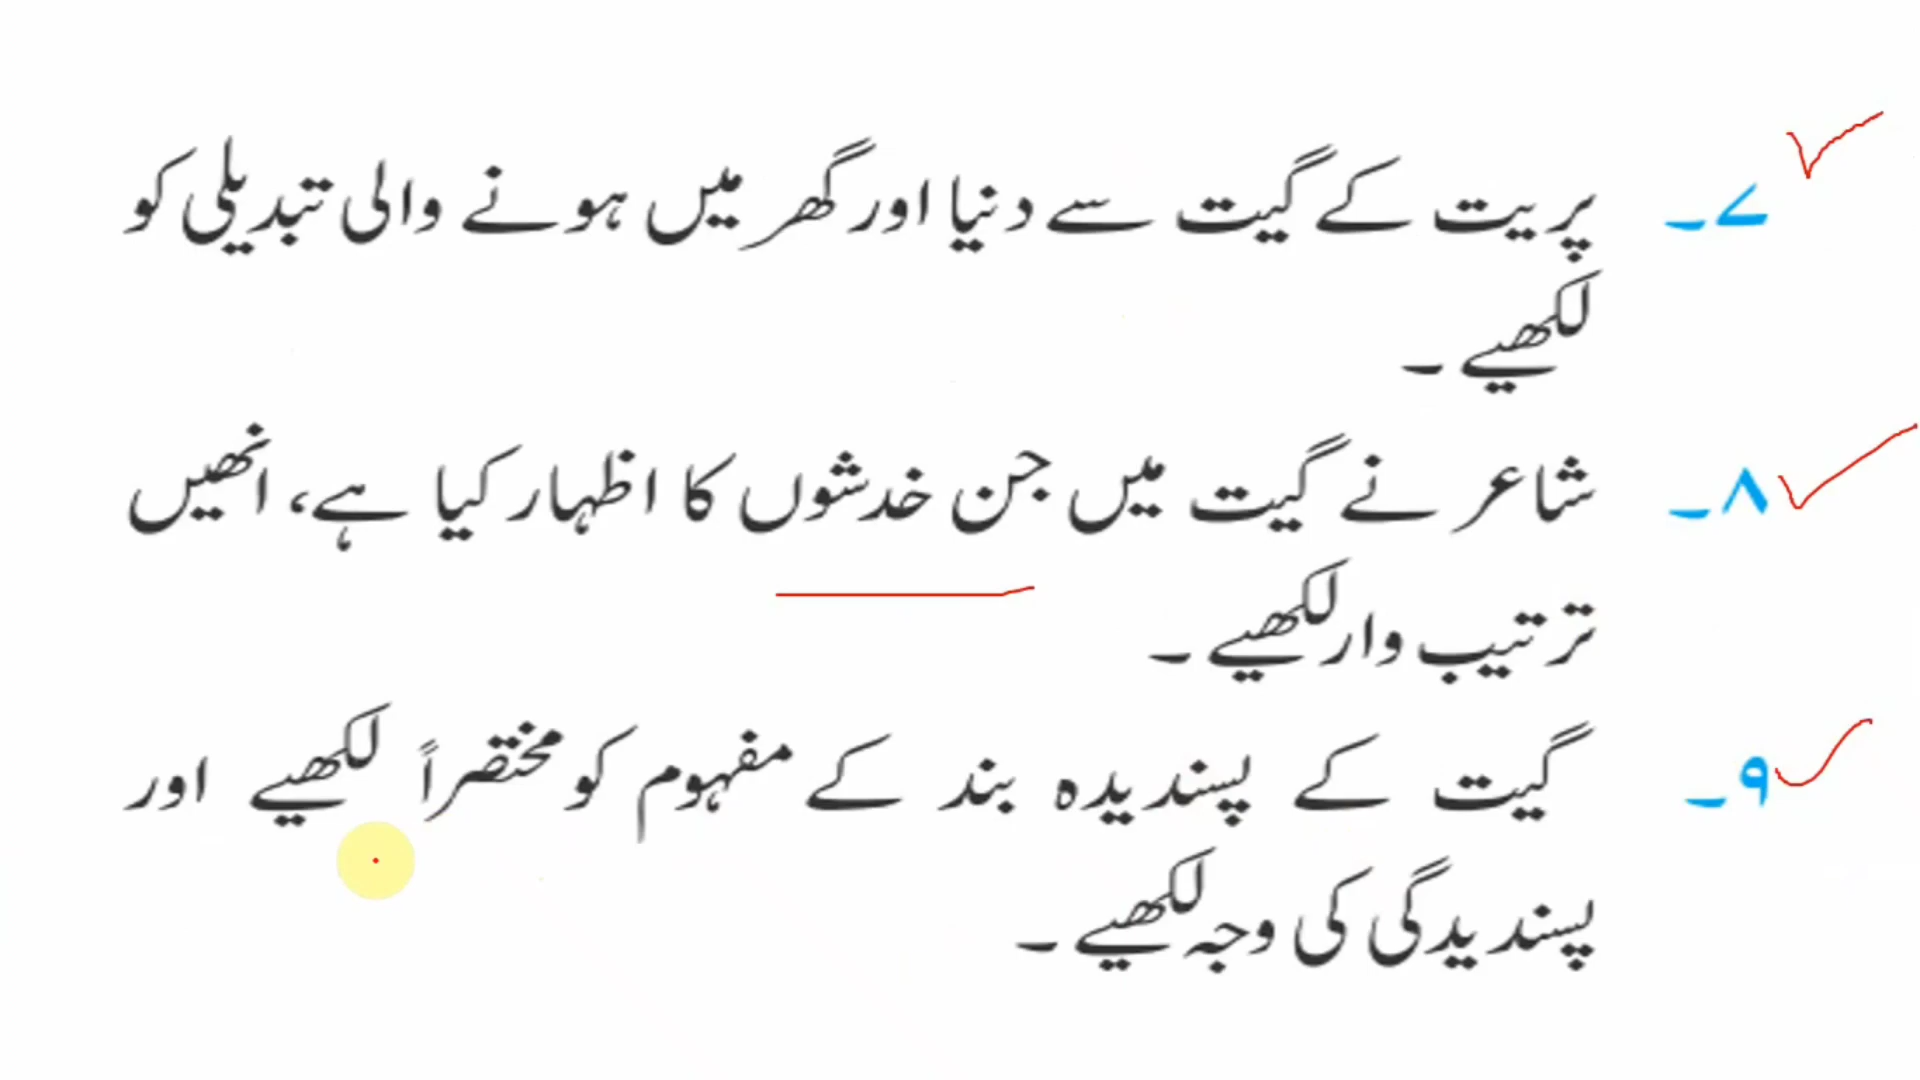 ۷۔ پریت کے گیت سے دنیا اور گھر میں ہونے والی تبدیلی کو
لکھیے۔
۸۔ شاعر نے گیت میں جن خدشوں کا اظہار کیا ہے، انھیں
ترتیب وار لکھیے۔
۹۔ گیت کے پسندیدہ بند کے مفہوم کو مختصراً لکھیے اور
پسندیدگی کی وجہ لکھیے۔